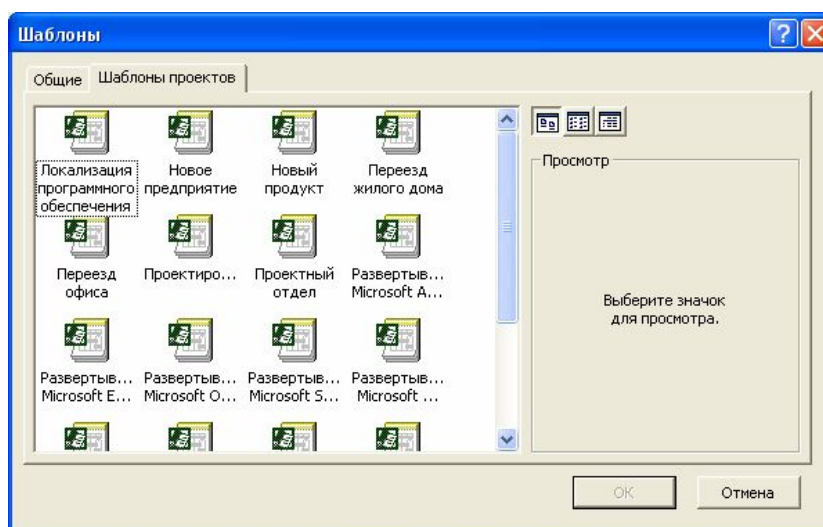 Шаблоны
Общие
Шаблоны проектов
Локализация
программного
обеспечения
Новое
предприятие
Новый
продукт
Переезд
жилого дома
Переезд
офиса
Проектиро...
Проектный
отдел
Развертыв...
Microsoft A...
Развертыв...
Microsoft E...
Развертыв...
Microsoft O...
Развертыв...
Microsoft S...
Развертыв...
Microsoft ...
Просмотр
Выберите значок
для просмотра.
ОК
Отмена